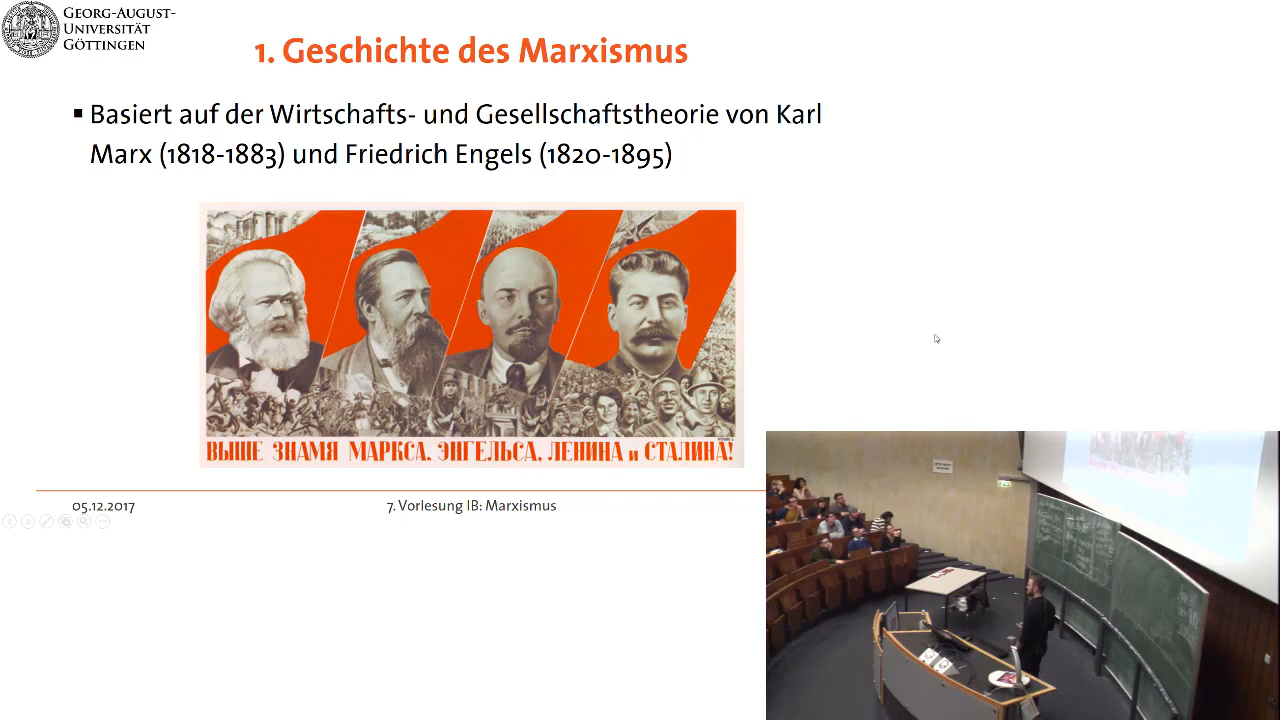 GEORG-AUGUST-
UNIVERSITÄT
GÖTTINGEN
1. Geschichte des Marxismus
▪ Basiert auf der Wirtschafts- und Gesellschaftstheorie von Karl
Marx (1818-1883) und Friedrich Engels (1820-1895)
ВЫШЕ ЗНАМЯ МАРКСА, ЭНГЕЛЬСА, ЛЕНИНА и СТАЛИНА!
05.12.2017
7. Vorlesung IB: Marxismus